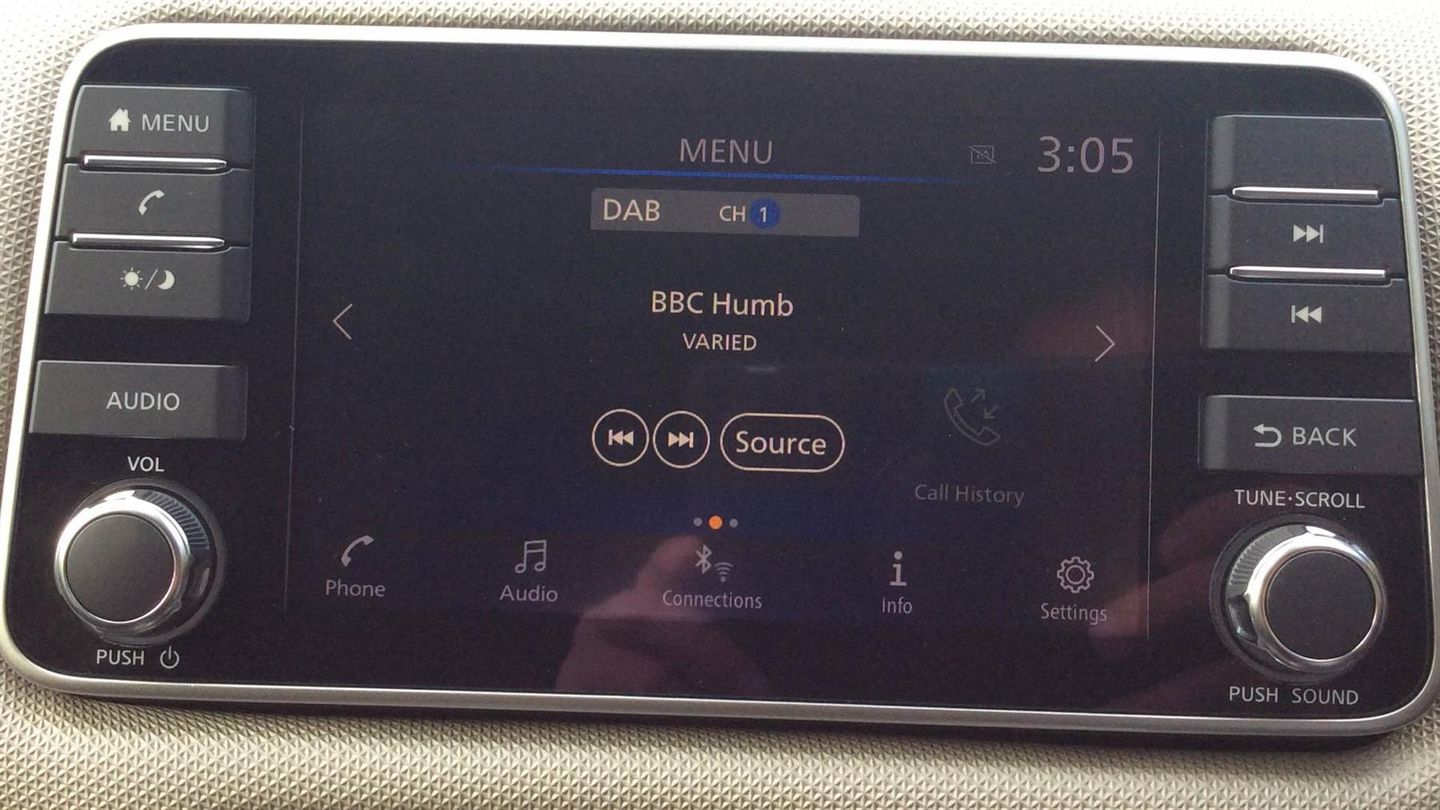 MENU
AUDIO
VOL
PUSH
MENU
3:05
DAB CH 1
BBC Humb
VARIED
Source
Call History
Phone
Audio
Connections
Info
Settings
BACK
TUNE·SCROLL
PUSH SOUND